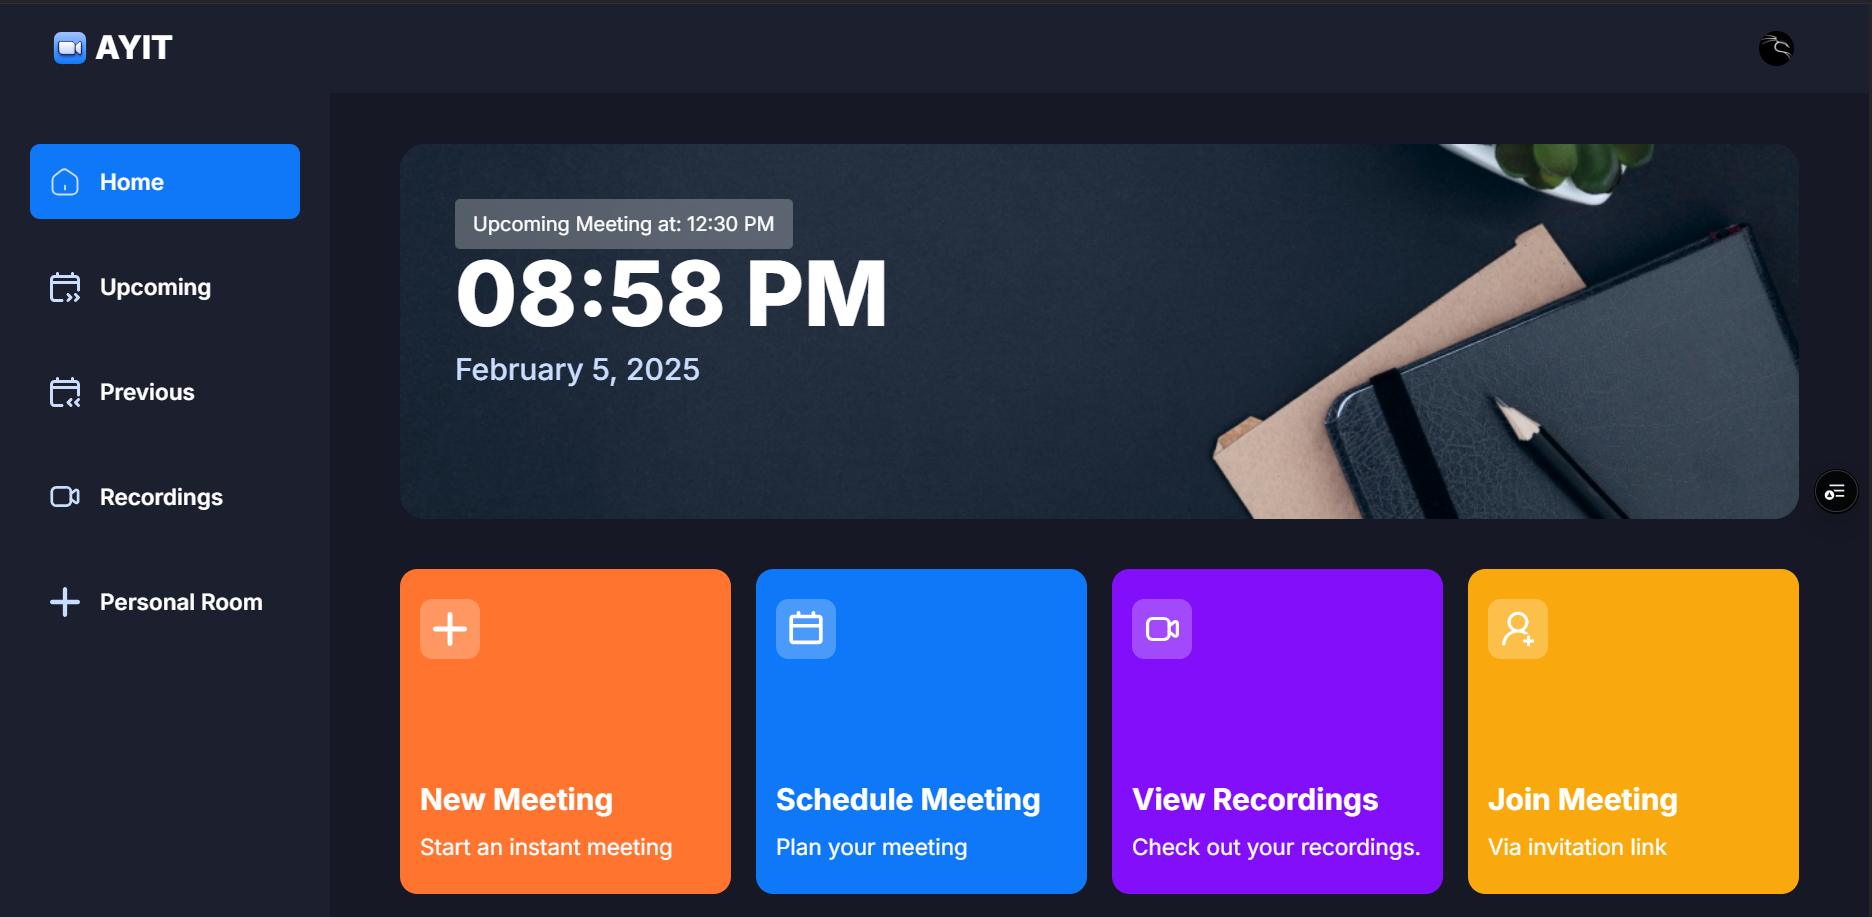 AYIT
Home
Upcoming
Previous
Recordings
Personal Room
Upcoming Meeting at: 12:30 PM
08:58 PM
February 5, 2025
New Meeting
Start an instant meeting
Schedule Meeting
Plan your meeting
View Recordings
Check out your recordings.
Join Meeting
Via invitation link